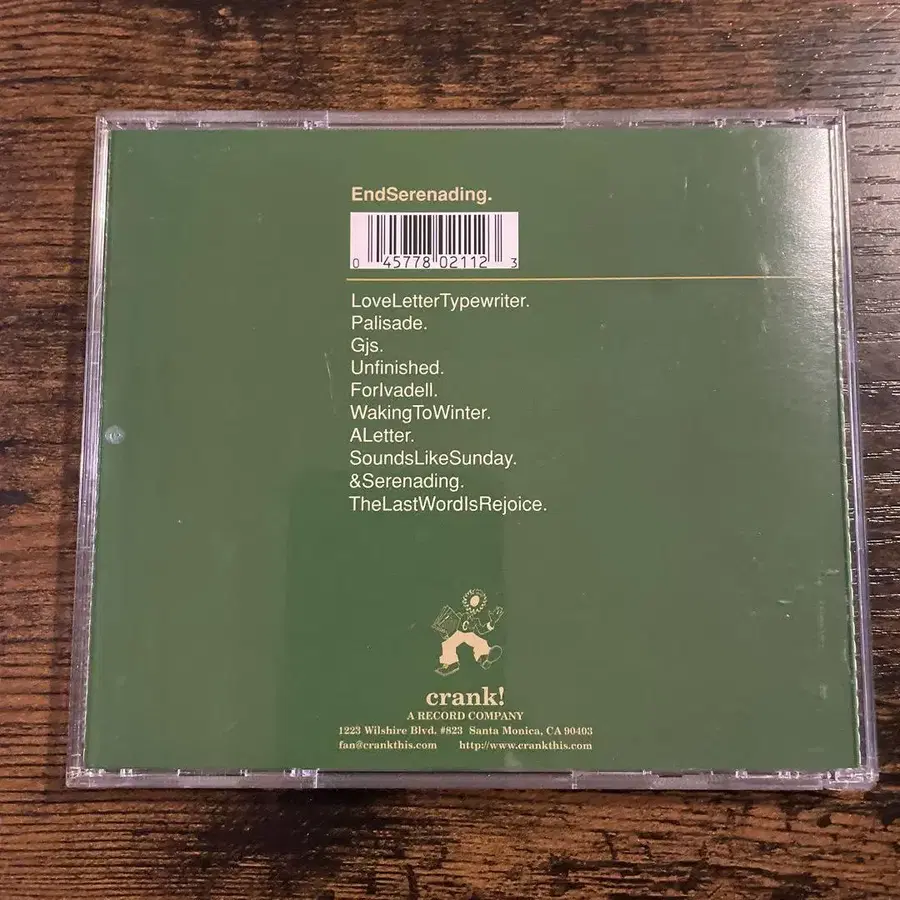 EndSerenading.
0 45778 02112 3
LoveLetterTypewriter.
Palisade.
Gjs.
Unfinished.
ForIvadell.
WakingToWinter.
ALetter.
SoundsLikeSunday.
&Serenading.
TheLastWordIsRejoice.
C
crank!
A RECORD COMPANY
1223 Wilshire Blvd. #823 Santa Monica, CA 90403
fan@crankthis.com http://www.crankthis.com